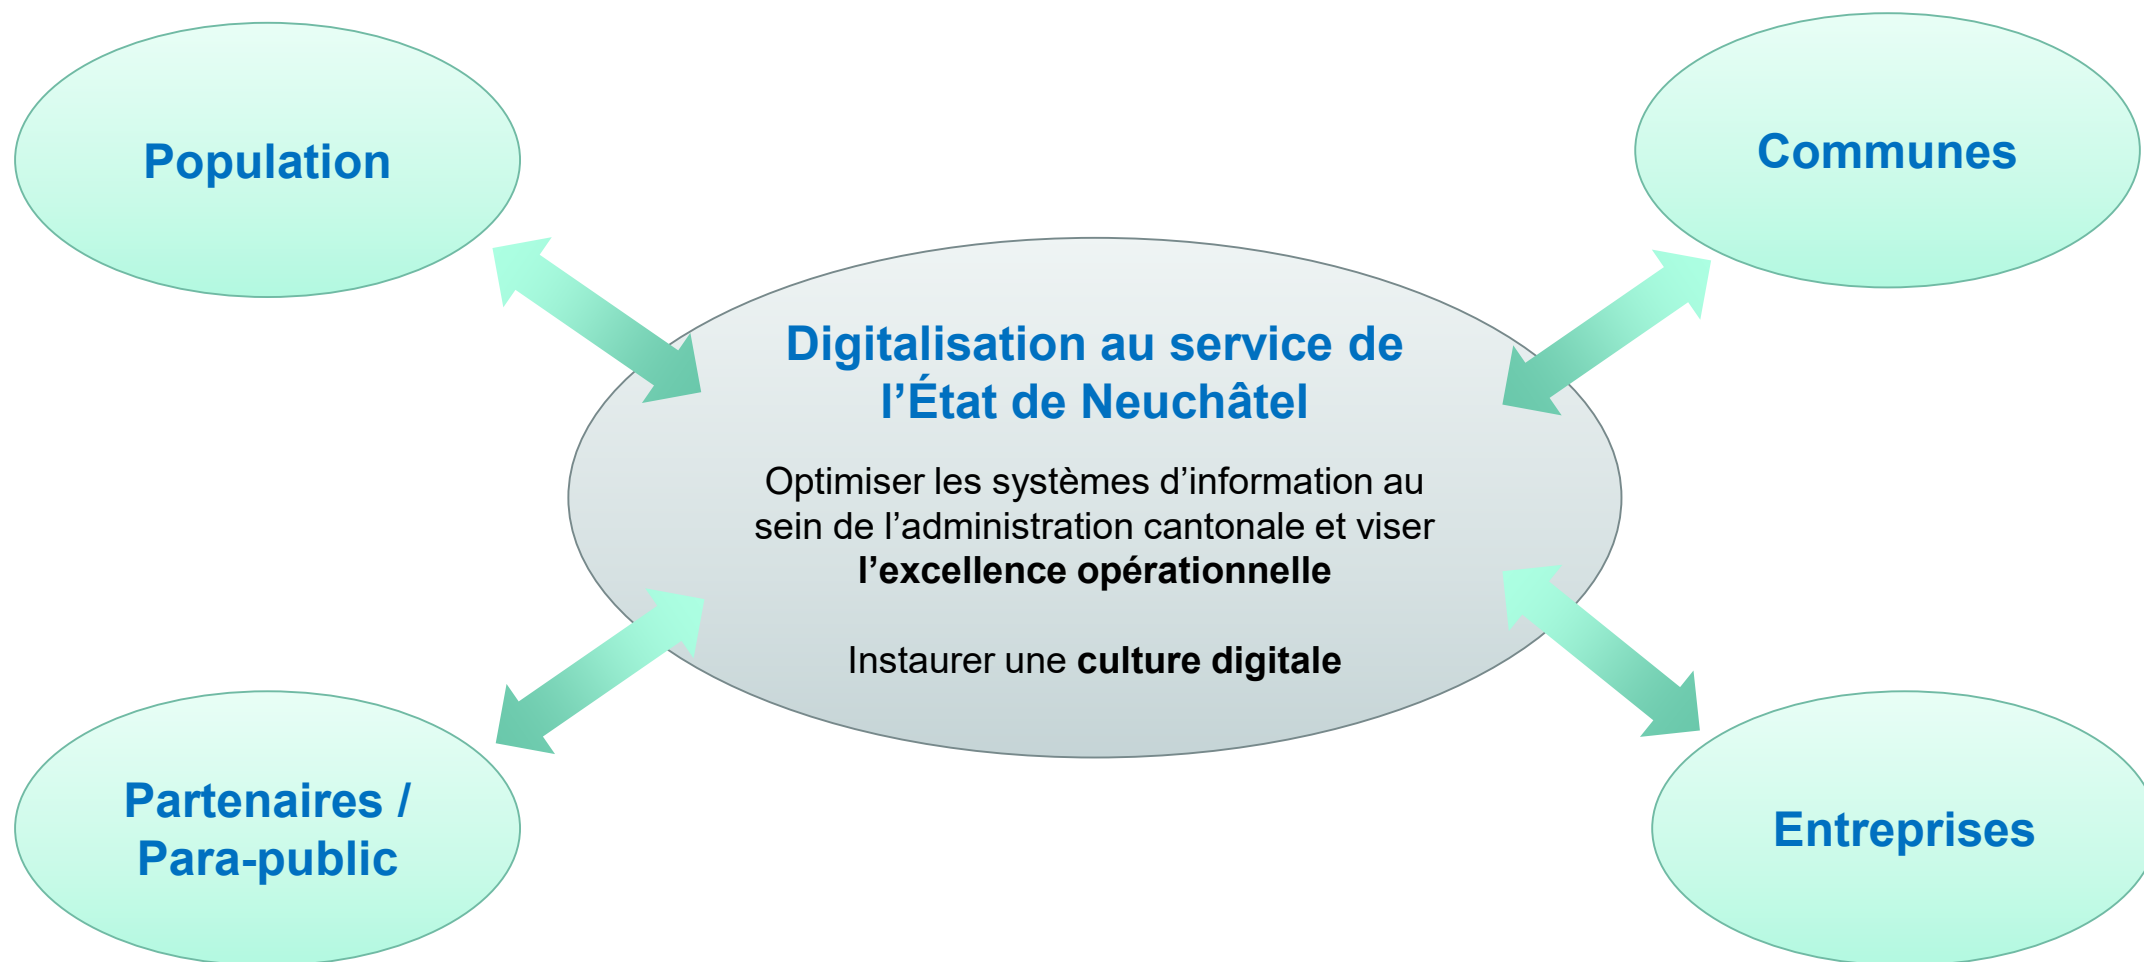 Population
Communes
Digitalisation au service de
l’État de Neuchâtel
Optimiser les systèmes d’information au
sein de l’administration cantonale et viser
l’excellence opérationnelle
Instaurer une culture digitale
Partenaires /
Para-public
Entreprises